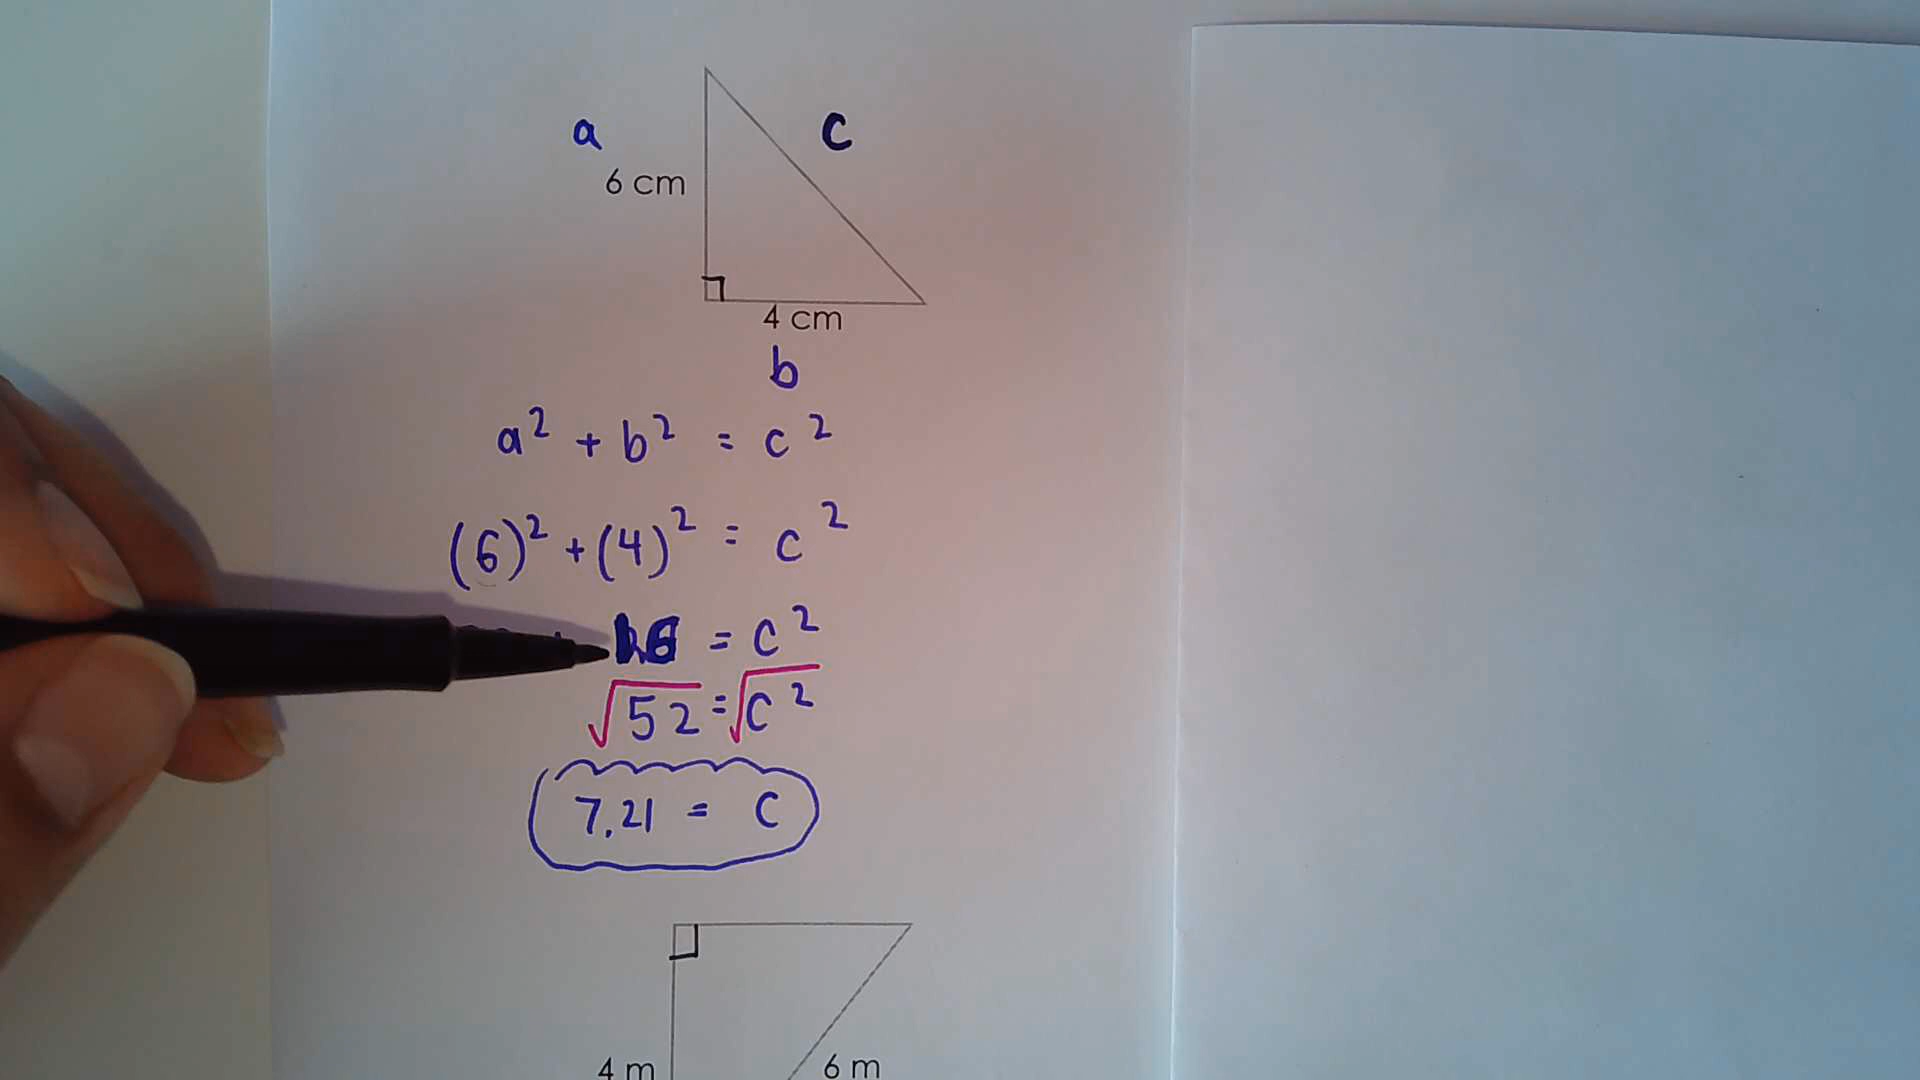 a
c
6 cm
4 cm
b
a² + b² = c²
(6)² + (4)² = c²
= c²
√52 = √c²
7.21 = c
4 m
6 m